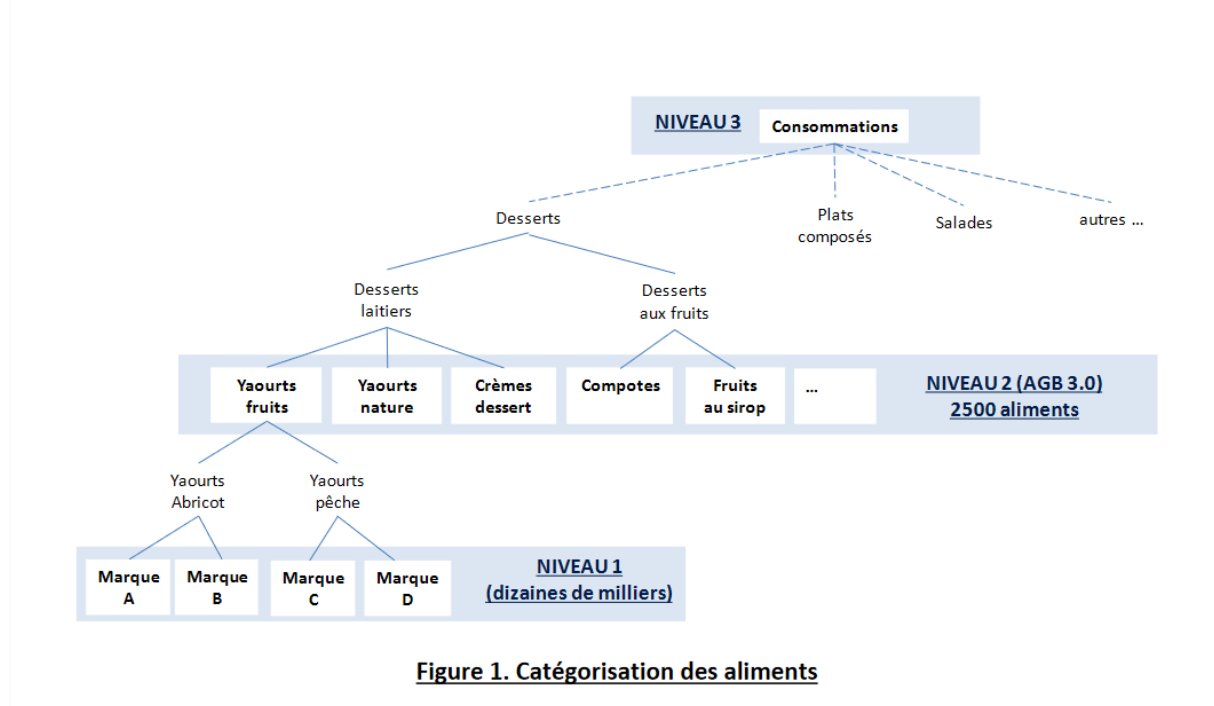 NIVEAU 3
Consommations
Desserts
Plats
composés
Salades
autres ...
Desserts
laitiers
Desserts
aux fruits
Yaourts
fruits
Yaourts
nature
Crèmes
dessert
Compotes
Fruits
au sirop
...
NIVEAU 2 (AGB 3.0)
2500 aliments
Yaourts
Abricot
Yaourts
pêche
Marque
A
Marque
B
Marque
C
Marque
D
NIVEAU 1
(dizaines de milliers)
Figure 1. Catégorisation des aliments